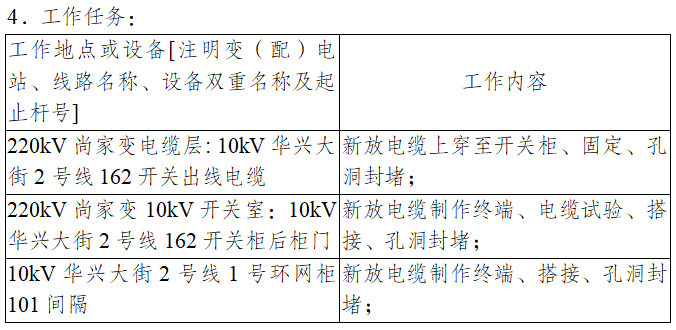 4．工作任务：
工作地点或设备[注明变（配）电
站、线路名称、设备双重名称及起
止杆号]
工作内容
220kV 尚家变电缆层：10kV 华兴大
街 2 号线 162 开关出线电缆
新放电缆上穿至开关柜、固定、孔
洞封堵；
220kV 尚家变 10kV 开关室：10kV
华兴大街 2 号线 162 开关柜后柜门
新放电缆制作终端、电缆试验、搭
接、孔洞封堵；
10kV 华兴大街 2 号线 1 号环网柜
101 间隔
新放电缆制作终端、搭接、孔洞封
堵；